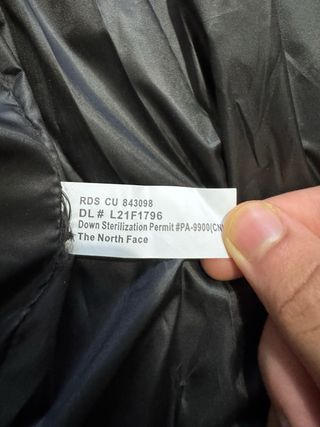 RDS CU 843098
DL# L21F1796
Down Sterilization Permit #PA-9900(CN
The North Face